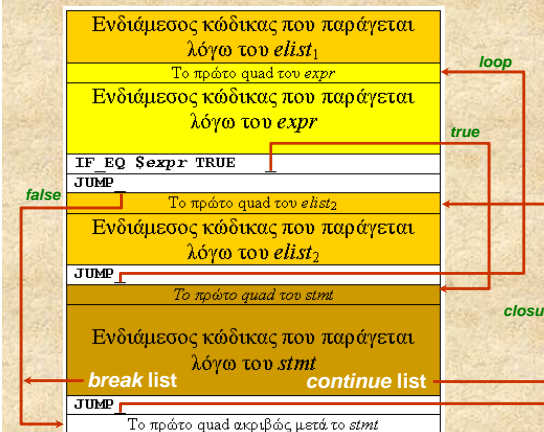 Ενδιάμεσος κώδικας που παράγεται
λόγω του elist1
Το πρώτο quad του expr
loop
Ενδιάμεσος κώδικας που παράγεται
λόγω του expr
true
IF_EQ $expr TRUE _
JUMP _
false
Το πρώτο quad του elist2
Ενδιάμεσος κώδικας που παράγεται
λόγω του elist2
JUMP _
Το πρώτο quad του stmt
closu
Ενδιάμεσος κώδικας που παράγεται
λόγω του stmt
break list
continue list
JUMP _
Το πρώτο quad ακριβώς μετά το stmt